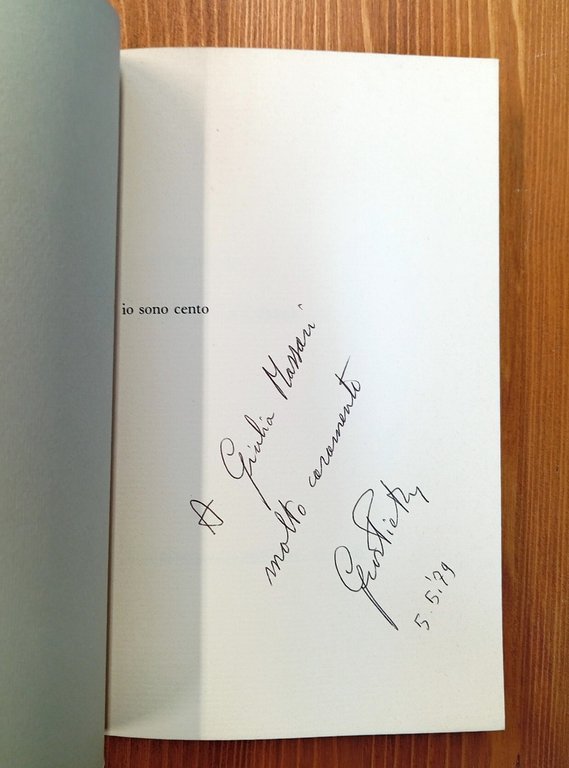 io sono cento
A Giulia Massari
molto caramente
5.5.'79